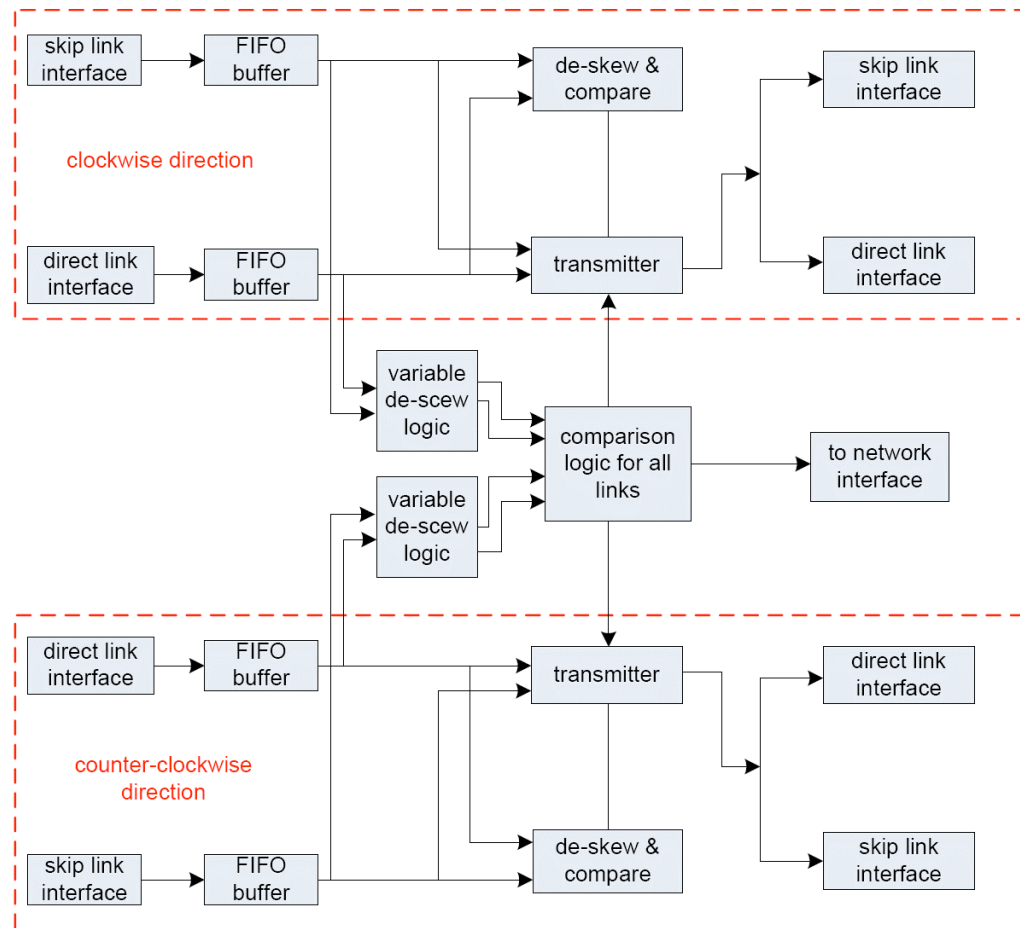 skip link
interface
FIFO
buffer
de-skew &
compare
skip link
interface
clockwise direction
direct link
interface
FIFO
buffer
transmitter
direct link
interface
variable
de-scew
logic
comparison
logic for all
links
to network
interface
variable
de-scew
logic
direct link
interface
FIFO
buffer
transmitter
direct link
interface
counter-clockwise
direction
skip link
interface
FIFO
buffer
de-skew &
compare
skip link
interface